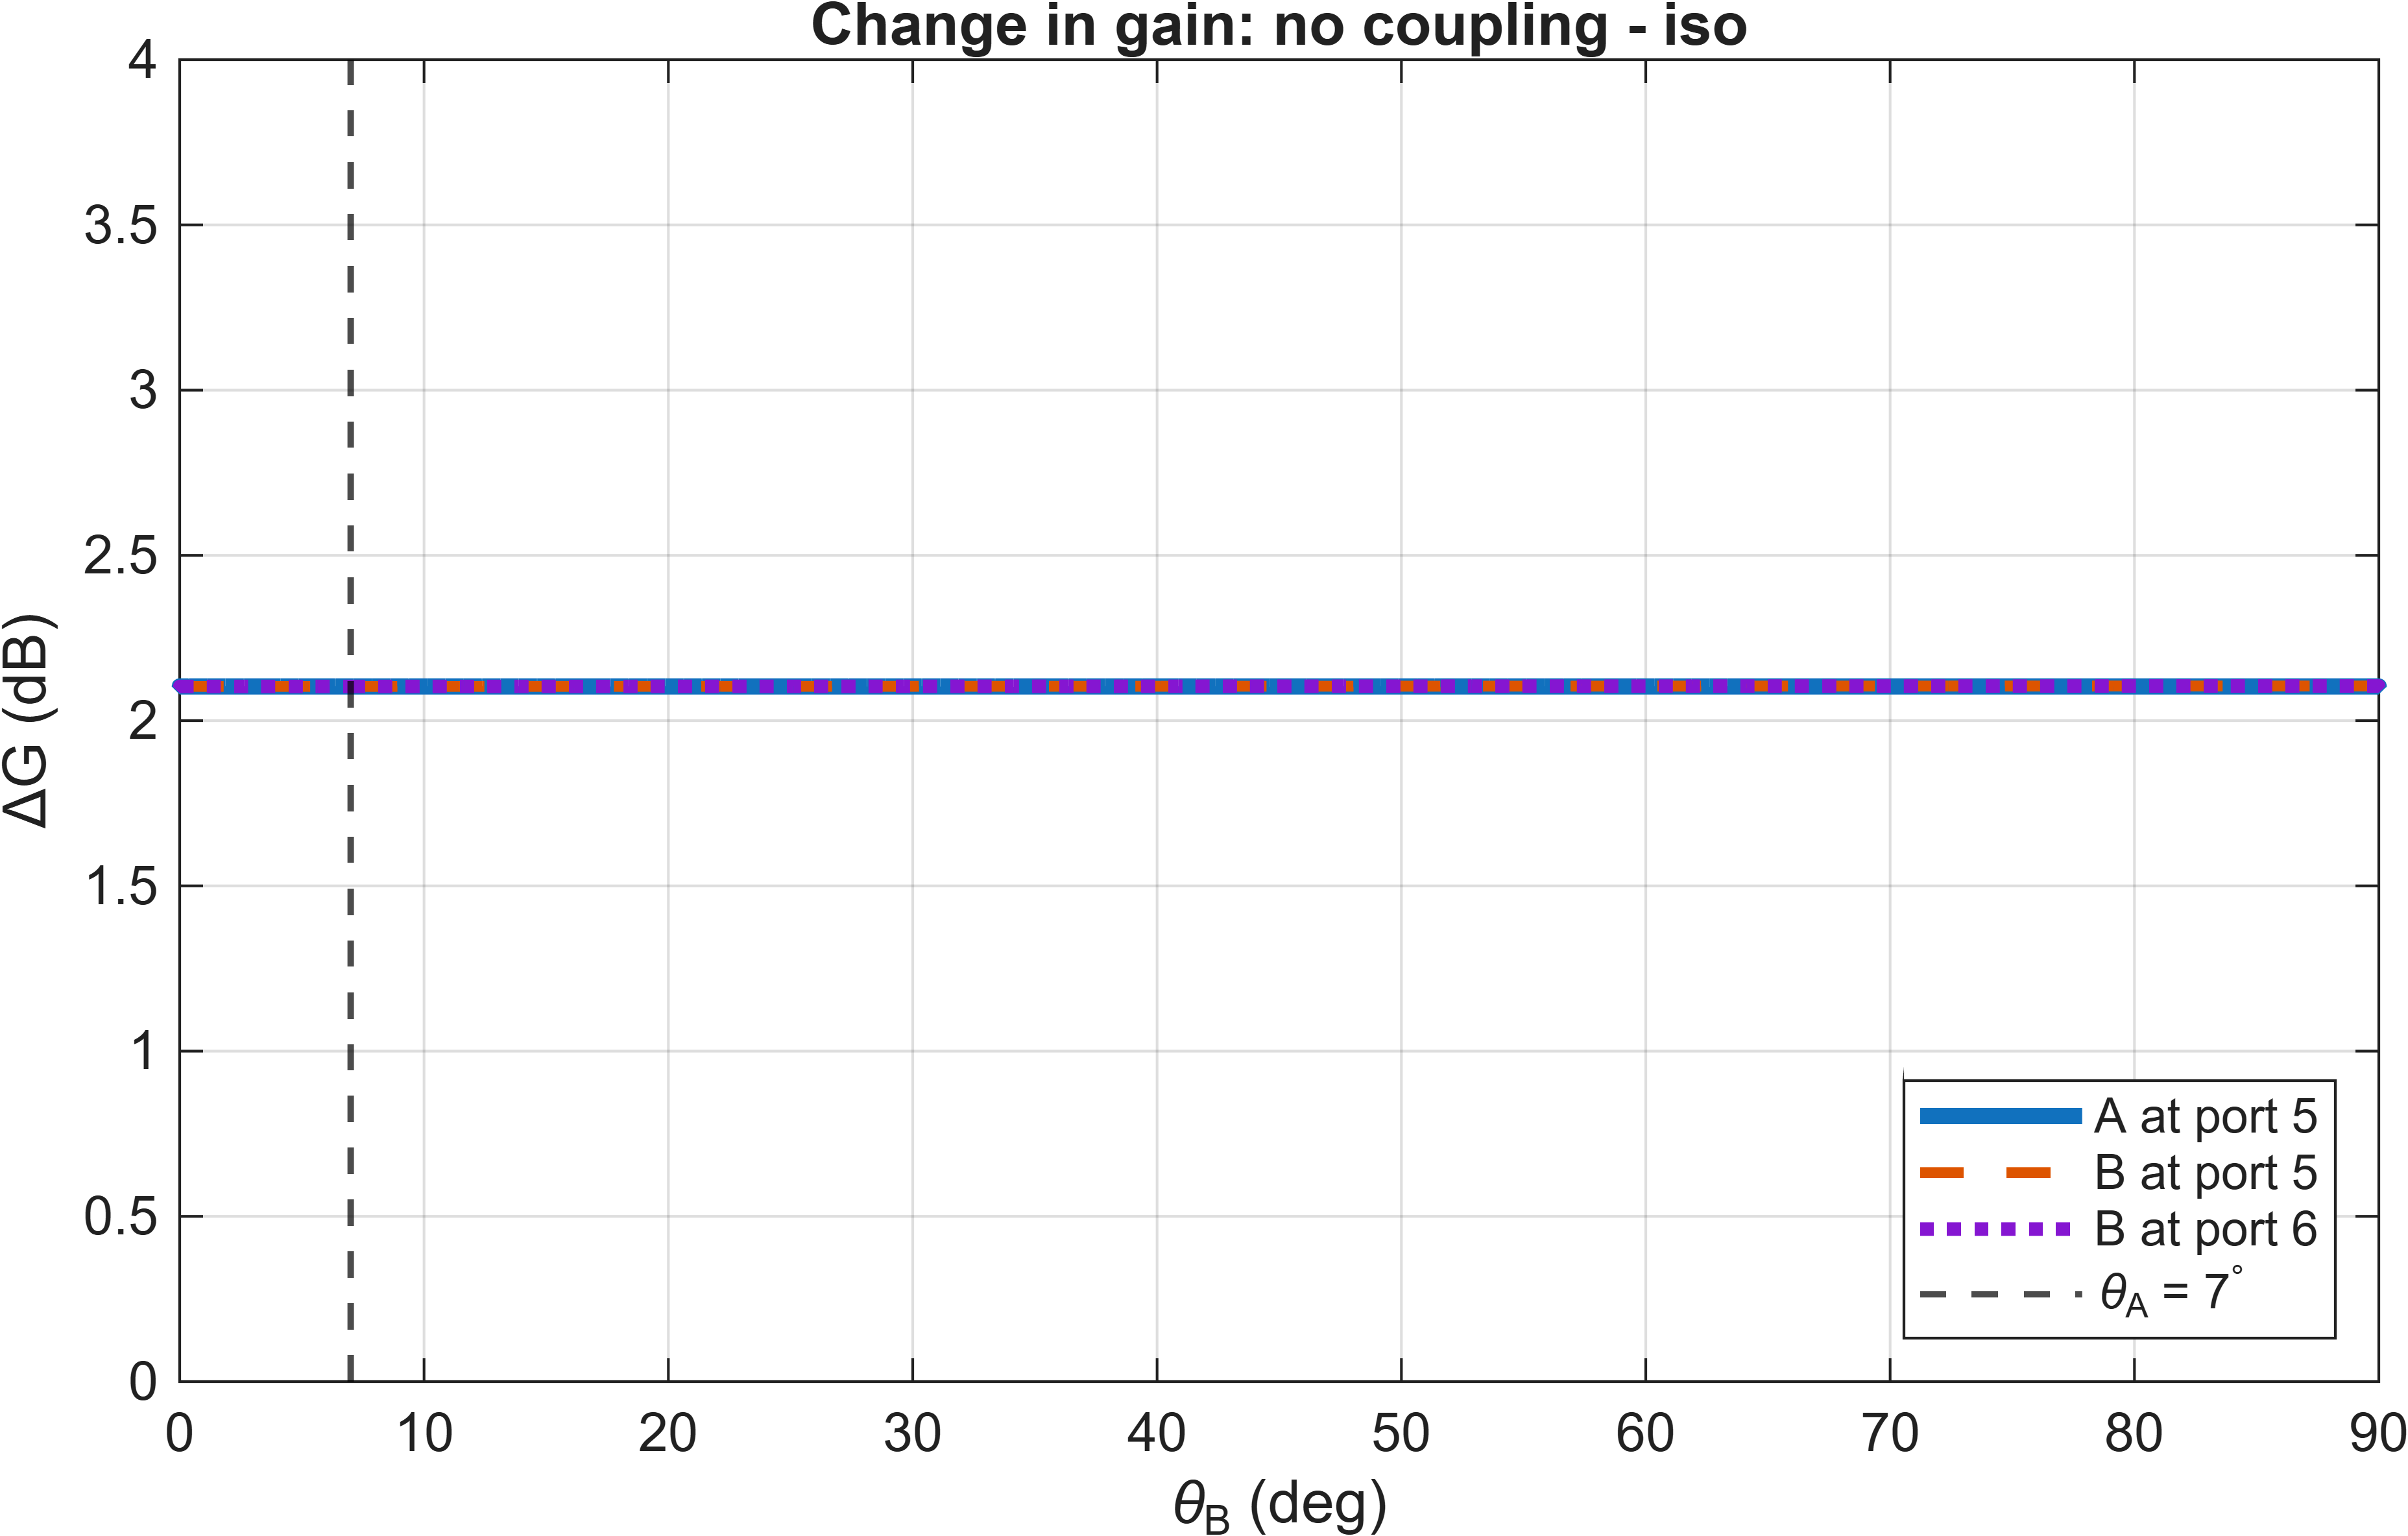 Change in gain: no coupling - iso
4
3.5
3
2.5
2
1.5
1
0.5
0
ΔG (dB)
0 10 20 30 40 50 60 70 80 90
θB (deg)
A at port 5
B at port 5
B at port 6
θA = 7°